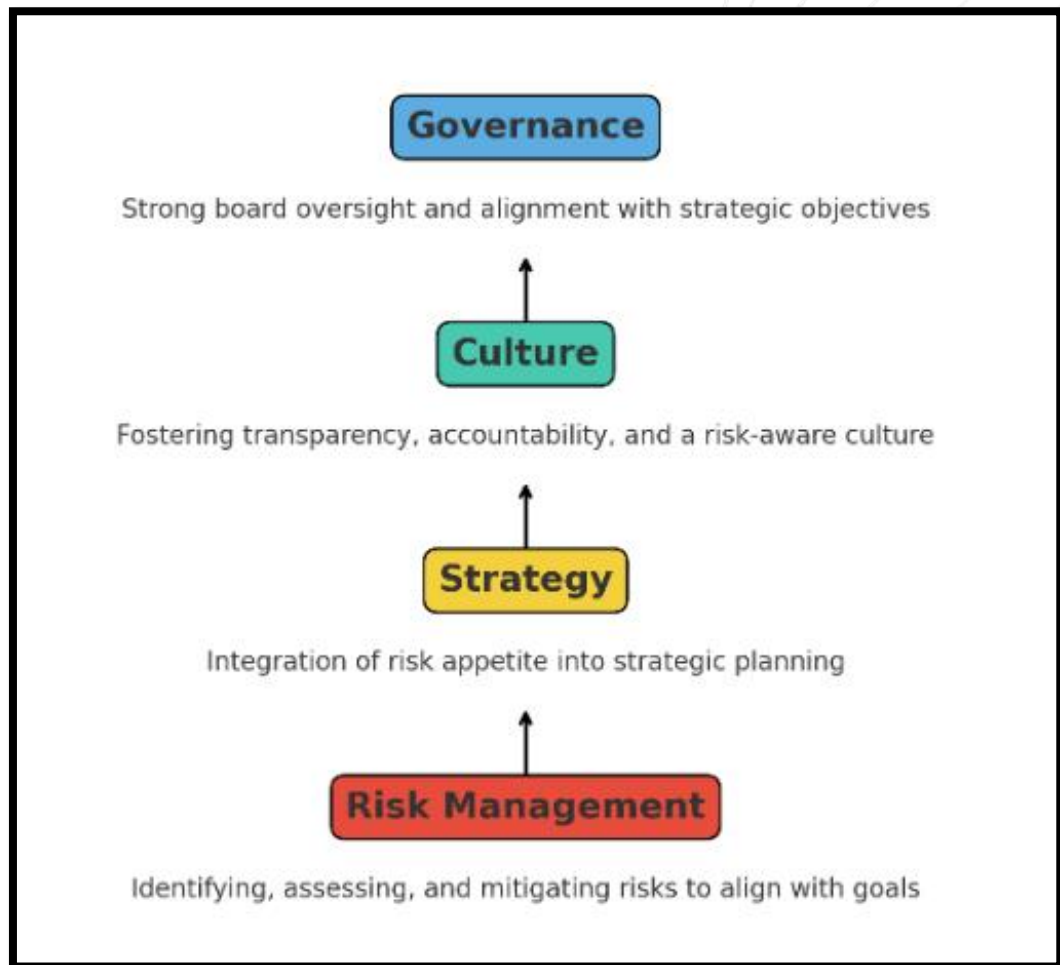 Governance
Strong board oversight and alignment with strategic objectives
Culture
Fostering transparency, accountability, and a risk-aware culture
Strategy
Integration of risk appetite into strategic planning
Risk Management
Identifying, assessing, and mitigating risks to align with goals